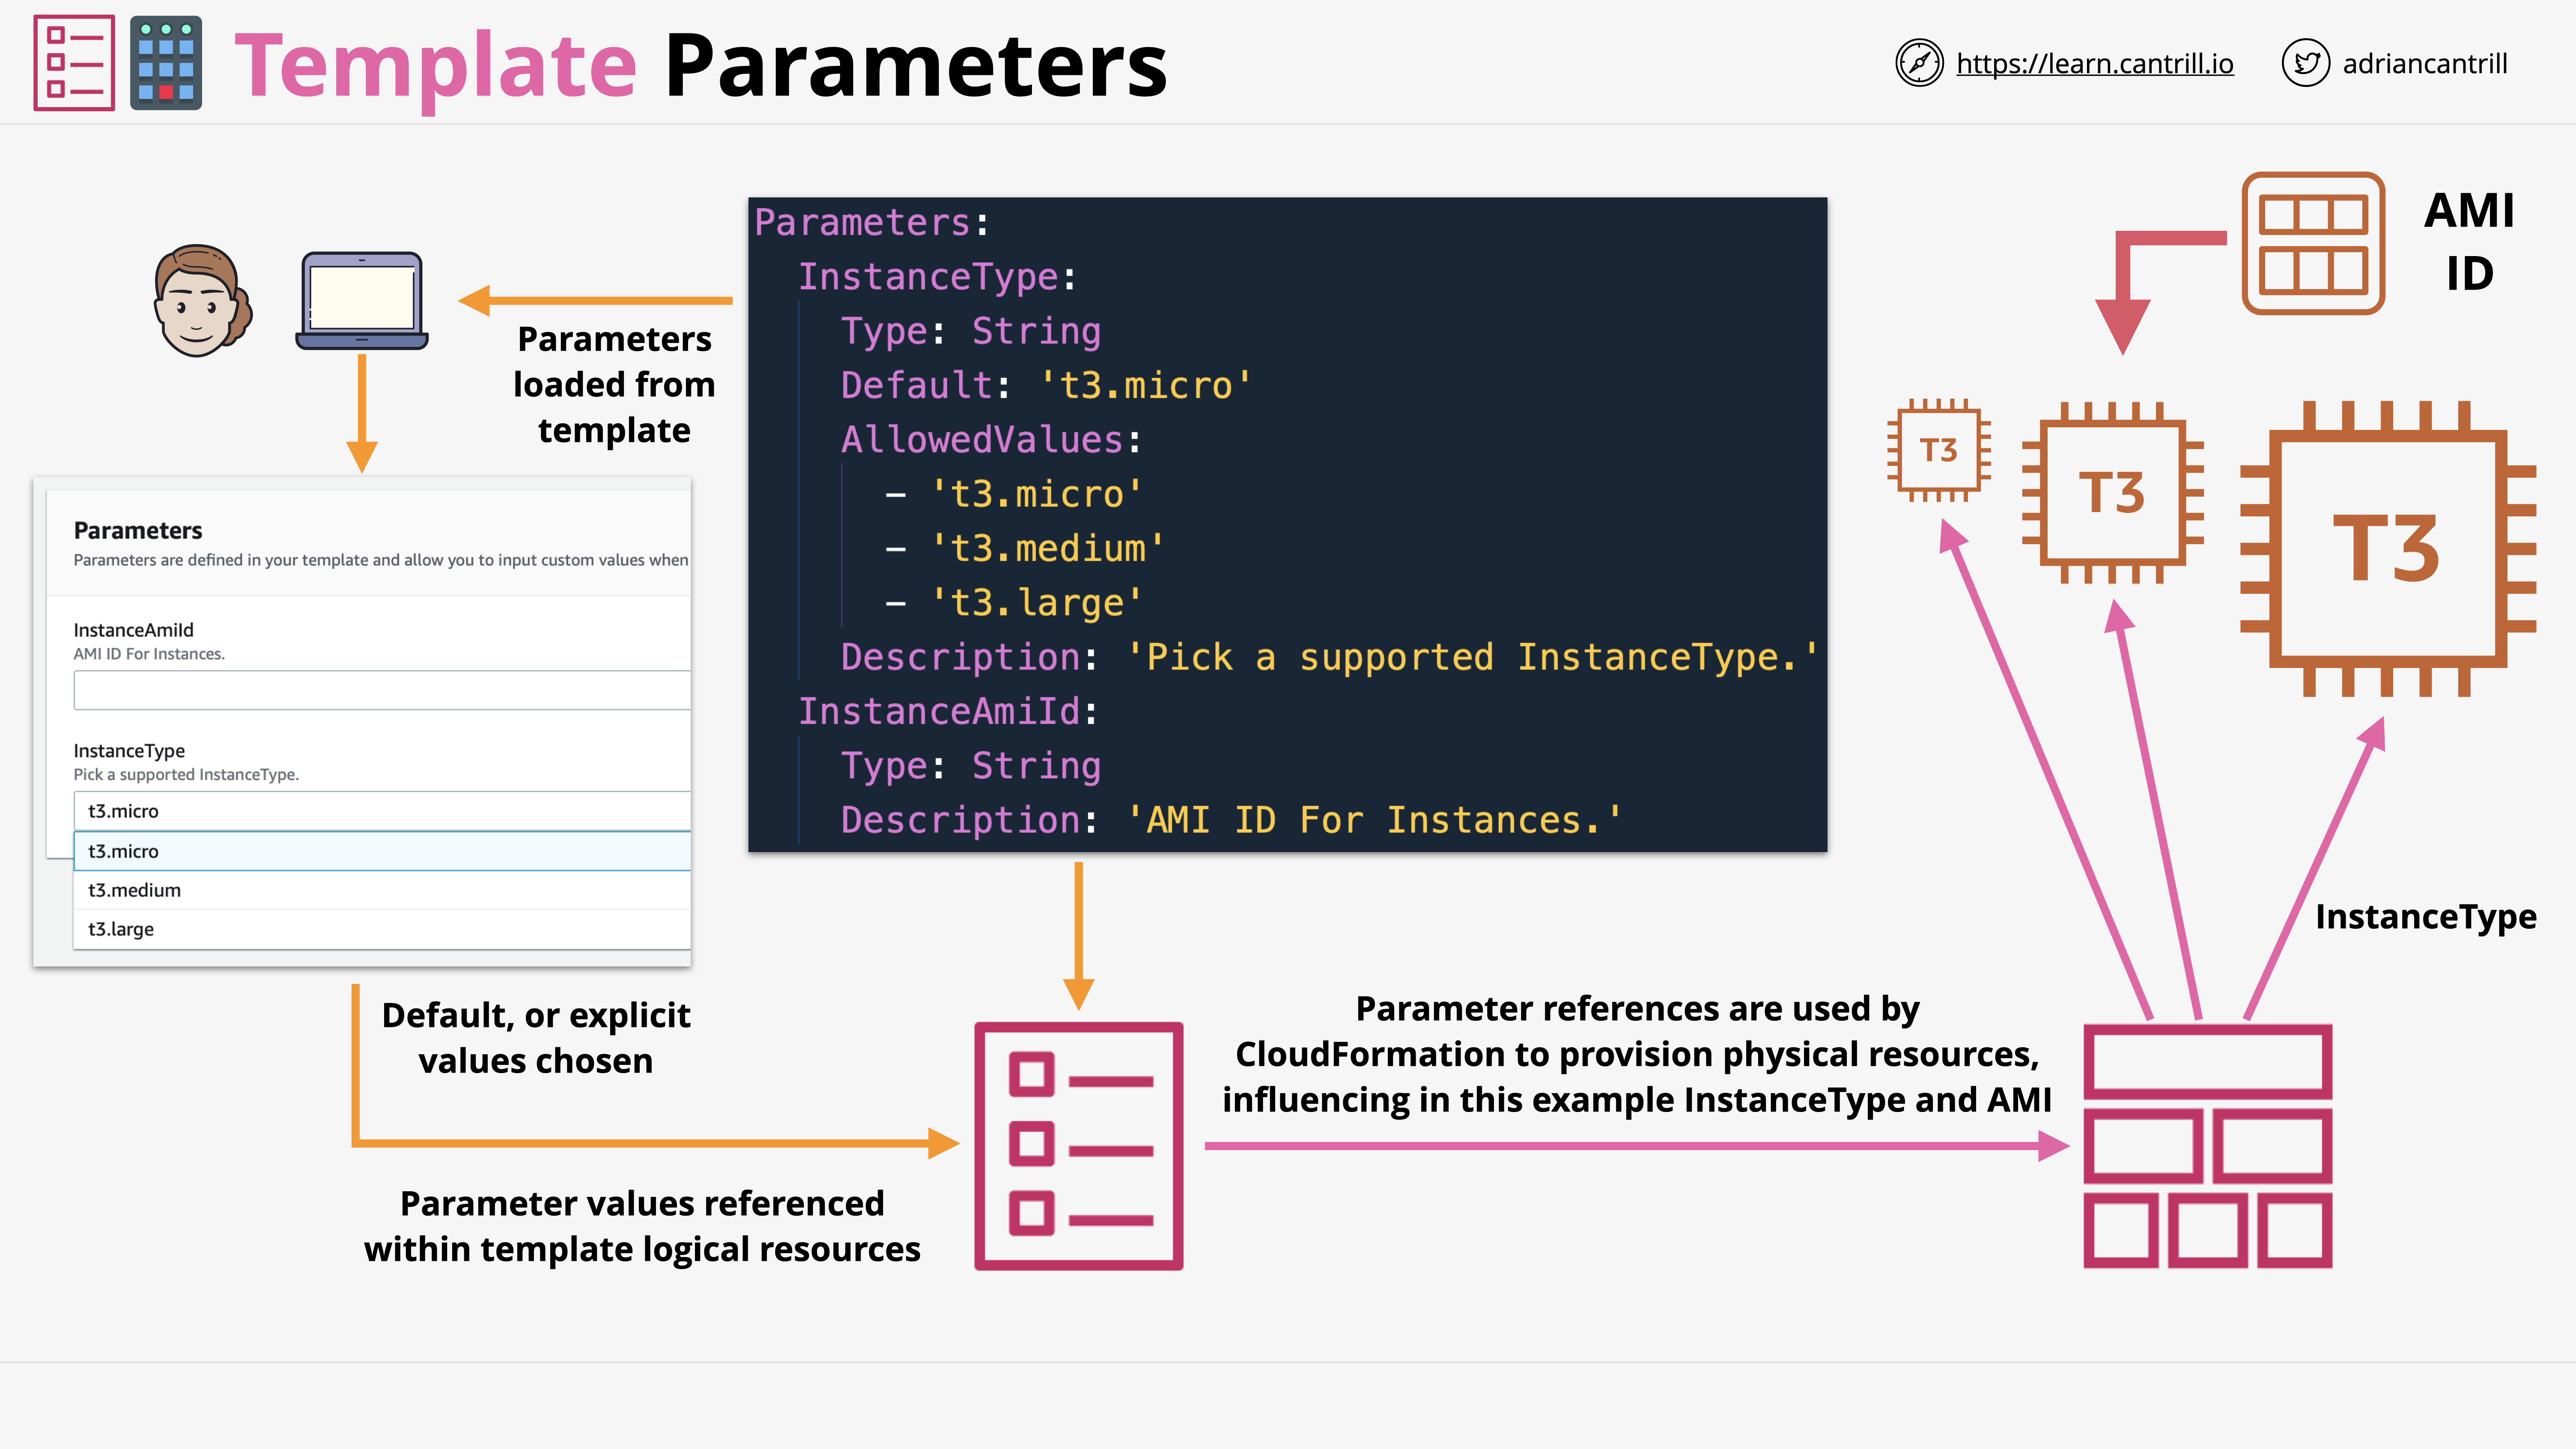 Template Parameters
https://learn.cantrill.io
adriancantrill
Parameters:
InstanceType:
Type: String
Default: 't3.micro'
AllowedValues:
- 't3.micro'
- 't3.medium'
- 't3.large'
Description: 'Pick a supported InstanceType.'
InstanceAmiId:
Type: String
Description: 'AMI ID For Instances.'
Parameters
loaded from
template
Parameters
Parameters are defined in your template and allow you to input custom values when
InstanceAmiId
AMI ID For Instances.
InstanceType
Pick a supported InstanceType.
t3.micro
t3.micro
t3.medium
t3.large
Default, or explicit
values chosen
Parameter values referenced
within template logical resources
Parameter references are used by
CloudFormation to provision physical resources,
influencing in this example InstanceType and AMI
AMI
ID
T3
T3
T3
InstanceType